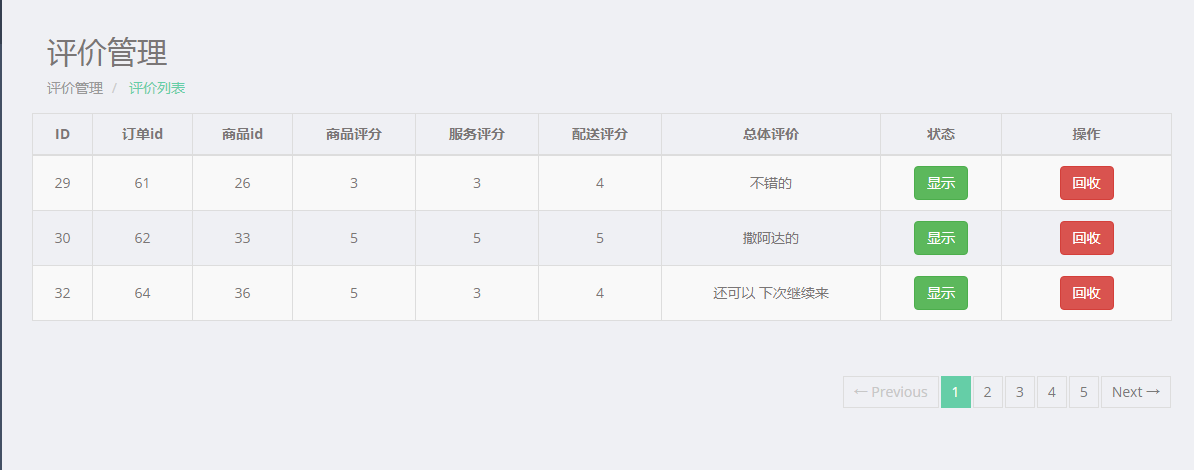 评价管理
评价管理 / 评价列表
ID 订单id 商品id 商品评分 服务评分 配送评分 总体评价 状态 操作
29 61 26 3 3 4 不错的 显示 回收
30 62 33 5 5 5 撒阿达的 显示 回收
32 64 36 5 3 4 还可以 下次继续来 显示 回收
← Previous 1 2 3 4 5 Next →